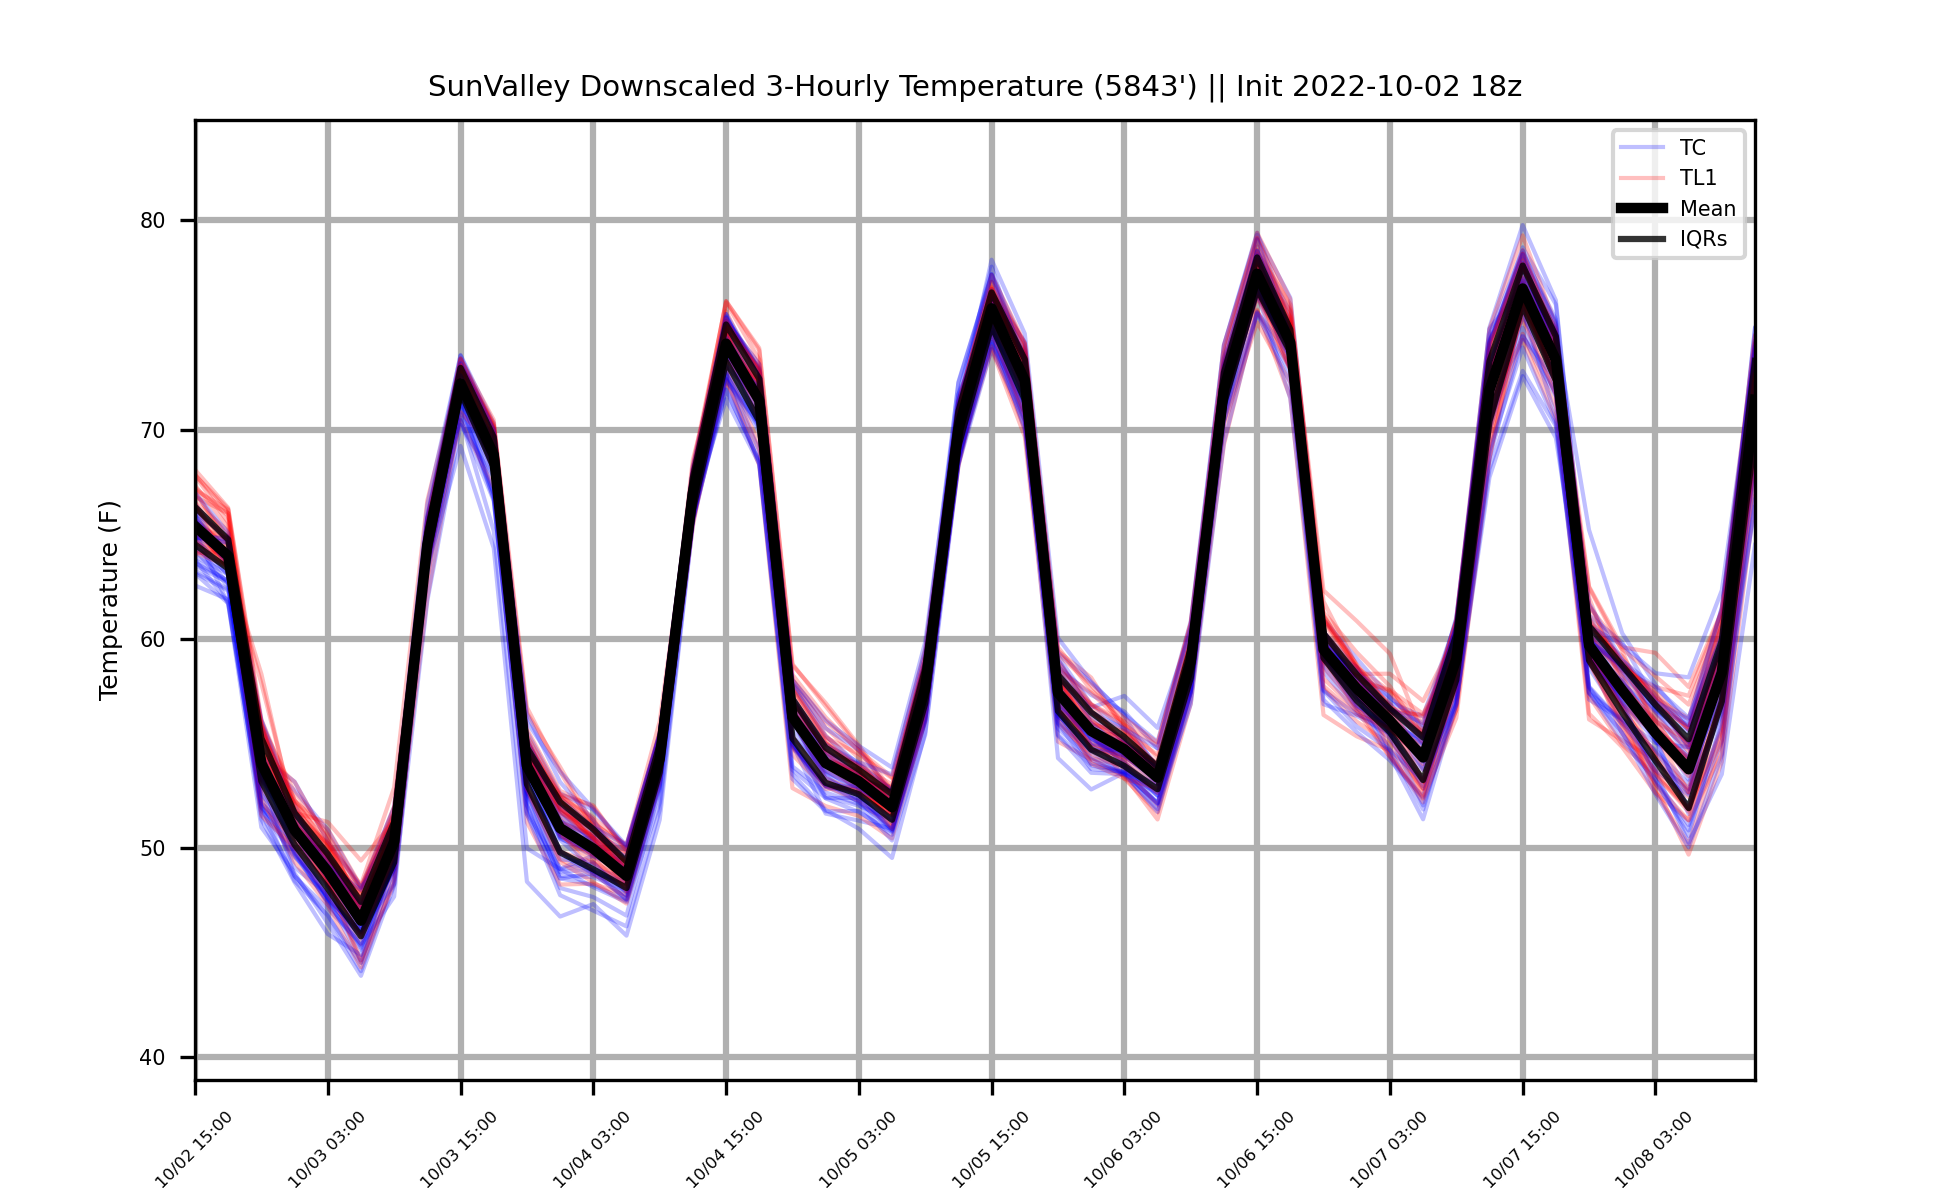 SunValley Downscaled 3-Hourly Temperature (5843') || Init 2022-10-02 18z
TC
TL1
Mean
IQRs
Temperature (F)
80
70
60
50
40
10/02 15:00
10/03 03:00
10/03 15:00
10/04 03:00
10/04 15:00
10/05 03:00
10/05 15:00
10/06 03:00
10/06 15:00
10/07 03:00
10/07 15:00
10/08 03:00